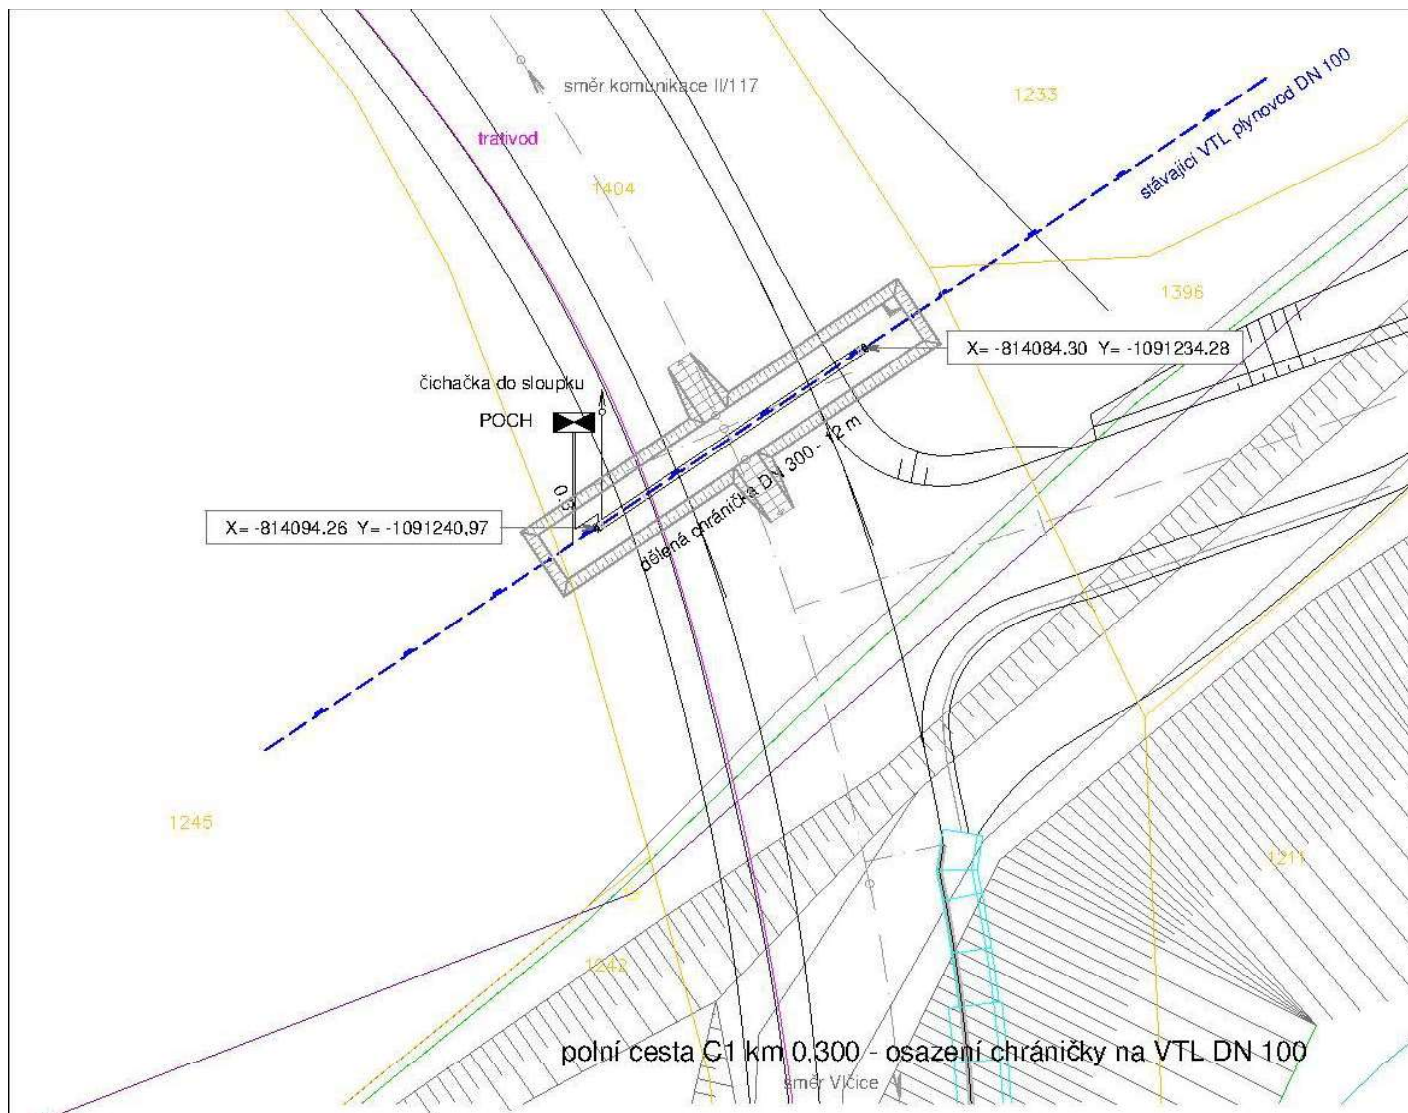 směr komunikace II/117
1233
stávající VTL plynovod DN 100
trativod
1404
1396
X= -814084.30 Y= -1091234.28
čichačka do sloupku
POCH
dělená chránička DN 300 - 12 m
X= -814094.26 Y= -1091240,97
1245
1211
1242
polní cesta C1 km 0.300 - osazení chráničky na VTL DN 100
směr Vlčice